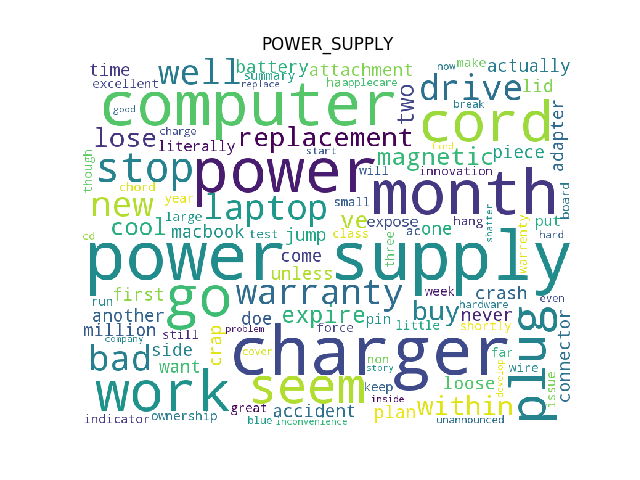 POWER_SUPPLY
time well battery attachment now make actually
excellent summary replace haapplecare drive lid
good computer two break cord adapter
lose charge literally replacement magnetic piece
though stop power start will innovation board
chord year month
new laptop large small hang shatter
cool macbook test jump ve expose class ac one put warrenty hard
cd power supply three
come unless week hardware even
run first go warranty buy crash
another million doe expire pin little never shortly connector
company still problem force
bad side want crap cover charger non story far wire plug
work seem keep loose develop issue
inside
indicator ownership great accident plan within
blue inconvenience unannounced